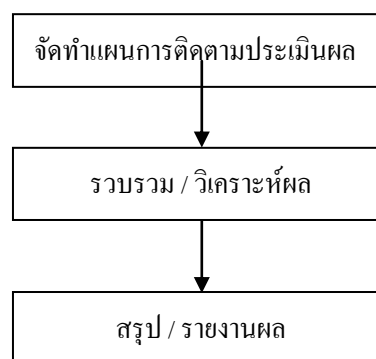 จัดทำแผนการติดตามประเมินผล
รวบรวม / วิเคราะห์ผล
สรุป / รายงานผล